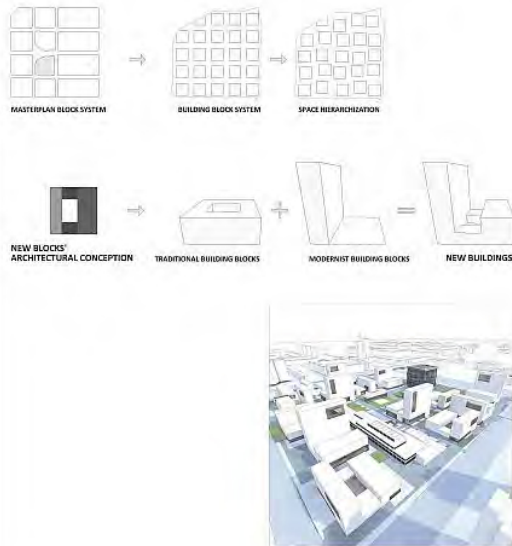 MASTERPLAN BLOCK SYSTEM
BUILDING BLOCK SYSTEM
SPACE HIERARCHIZATION
NEW BLOCKS'
ARCHITECTURAL CONCEPTION
TRADITIONAL BUILDING BLOCKS
MODERNIST BUILDING BLOCKS
NEW BUILDINGS